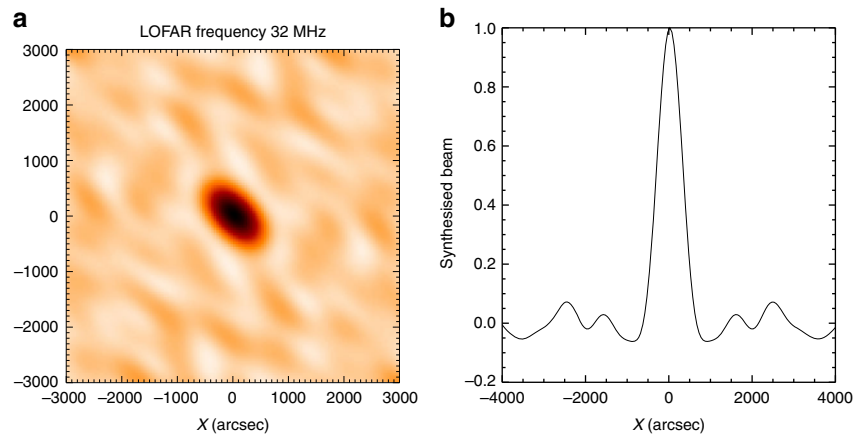 a
LOFAR frequency 32 MHz
3000
2000
1000
0
–1000
–2000
–3000
–3000 –2000 –1000 0 1000 2000 3000
X (arcsec)
b
Synthesised beam
1.0
0.8
0.6
0.4
0.2
0.0
–0.2
–4000 –2000 0 2000 4000
X (arcsec)